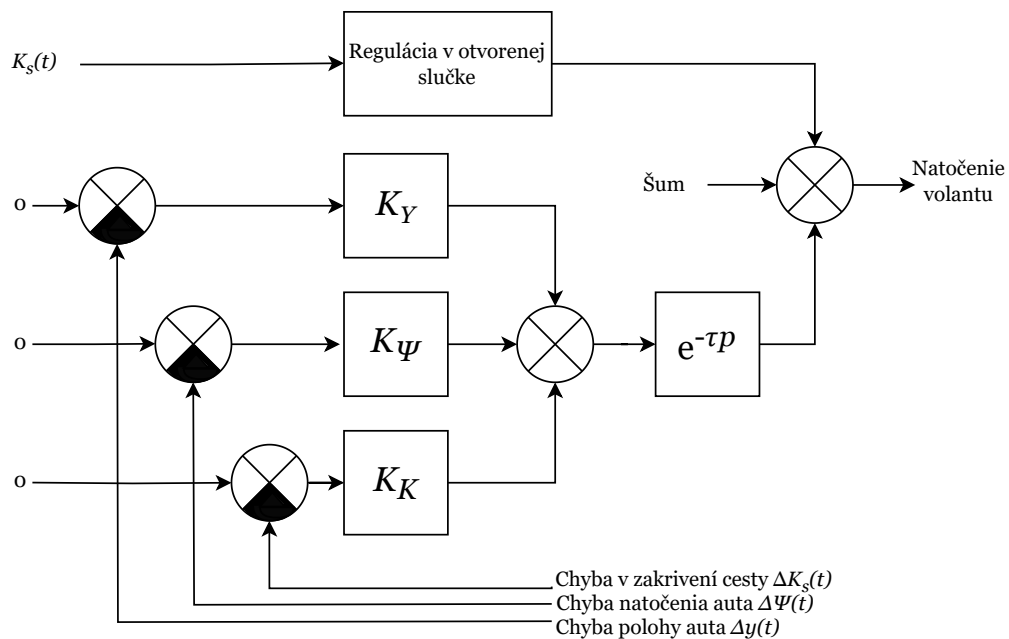 Regulácia v otvorenej
slučke
K_s(t)
K_Y
Šum
Natočenie
volantu
0
K_Ψ
e^{-τp}
0
K_K
0
Chyba v zakrivení cesty ΔK_s(t)
Chyba natočenia auta ΔΨ(t)
Chyba polohy auta Δy(t)